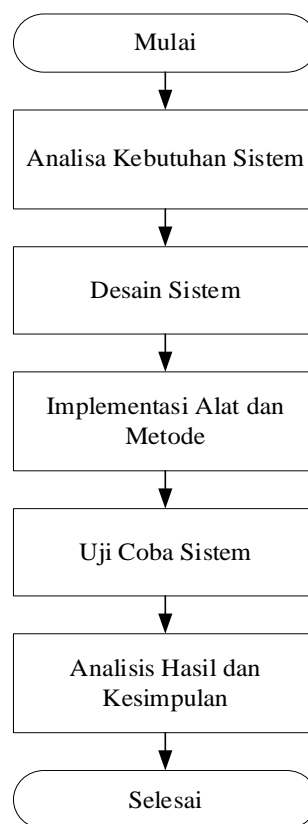 Mulai
Analisa Kebutuhan Sistem
Desain Sistem
Implementasi Alat dan
Metode
Uji Coba Sistem
Analisis Hasil dan
Kesimpulan
Selesai